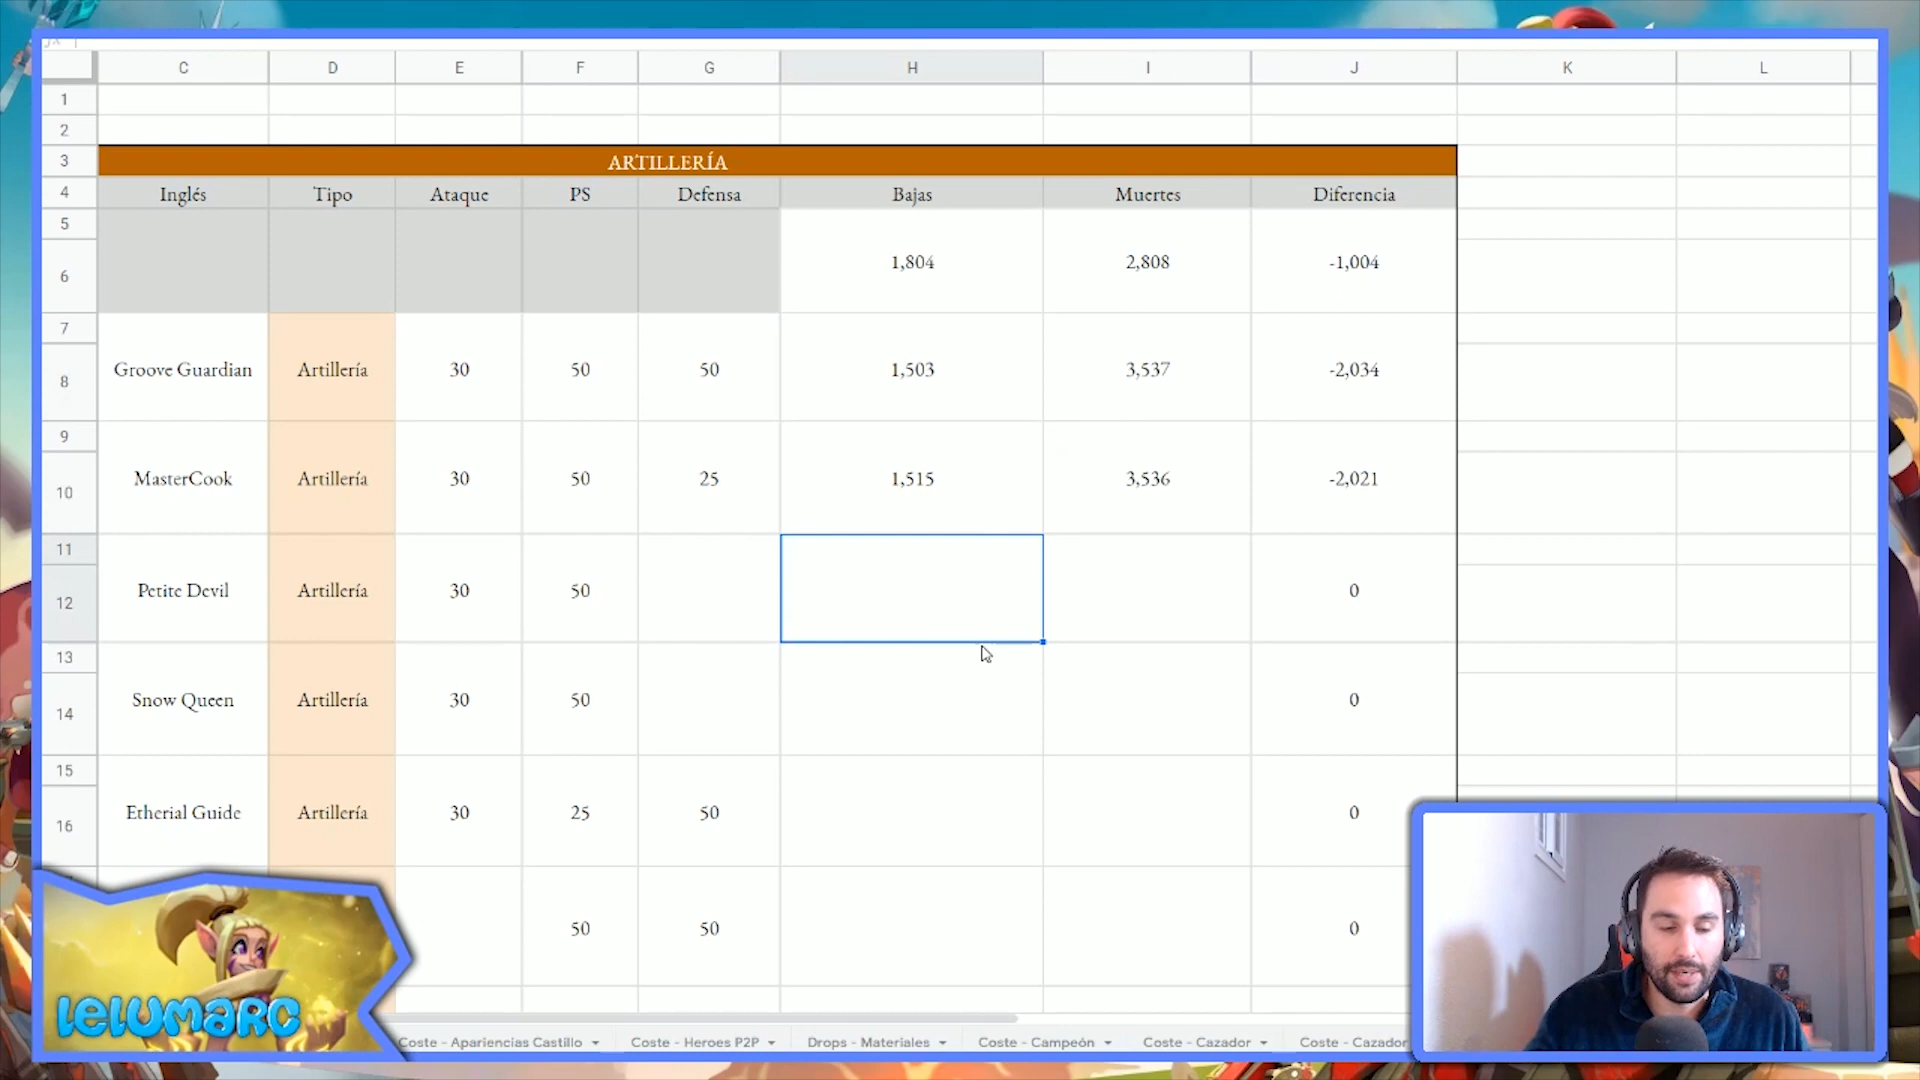 C D E F G H I J K L
1
2
3 ARTILLERÍA
4 Inglés Tipo Ataque PS Defensa Bajas Muertes Diferencia
5
6 1,804 2,808 -1,004
7
8 Groove Guardian Artillería 30 50 50 1,503 3,537 -2,034
9
10 MasterCook Artillería 30 50 25 1,515 3,536 -2,021
11
12 Petite Devil Artillería 30 50 0
13
14 Snow Queen Artillería 30 50 0
15
16 Etherial Guide Artillería 30 25 50 0
50 50 0
LELUMARC
Coste - Apariencias Castillo Coste - Heroes P2P Drops - Materiales Coste - Campeón Coste - Cazador Coste - Cazador